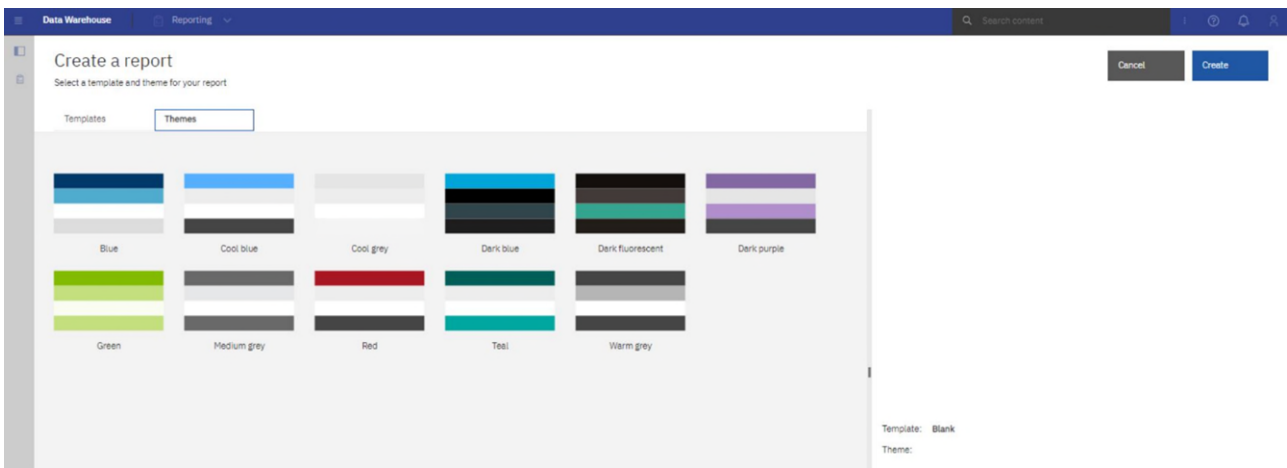 Data Warehouse
Reporting
Search content
Create a report
Select a template and theme for your report
Cancel
Create
Templates
Themes
Blue
Cool blue
Cool grey
Dark blue
Dark fluorescent
Dark purple
Green
Medium grey
Red
Teal
Warm grey
Template: Blank
Theme: